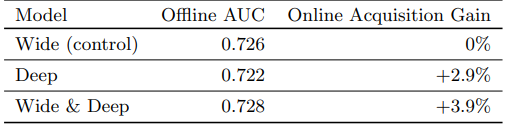 Model Offline AUC Online Acquisition Gain
Wide (control) 0.726 0%
Deep 0.722 +2.9%
Wide & Deep 0.728 +3.9%